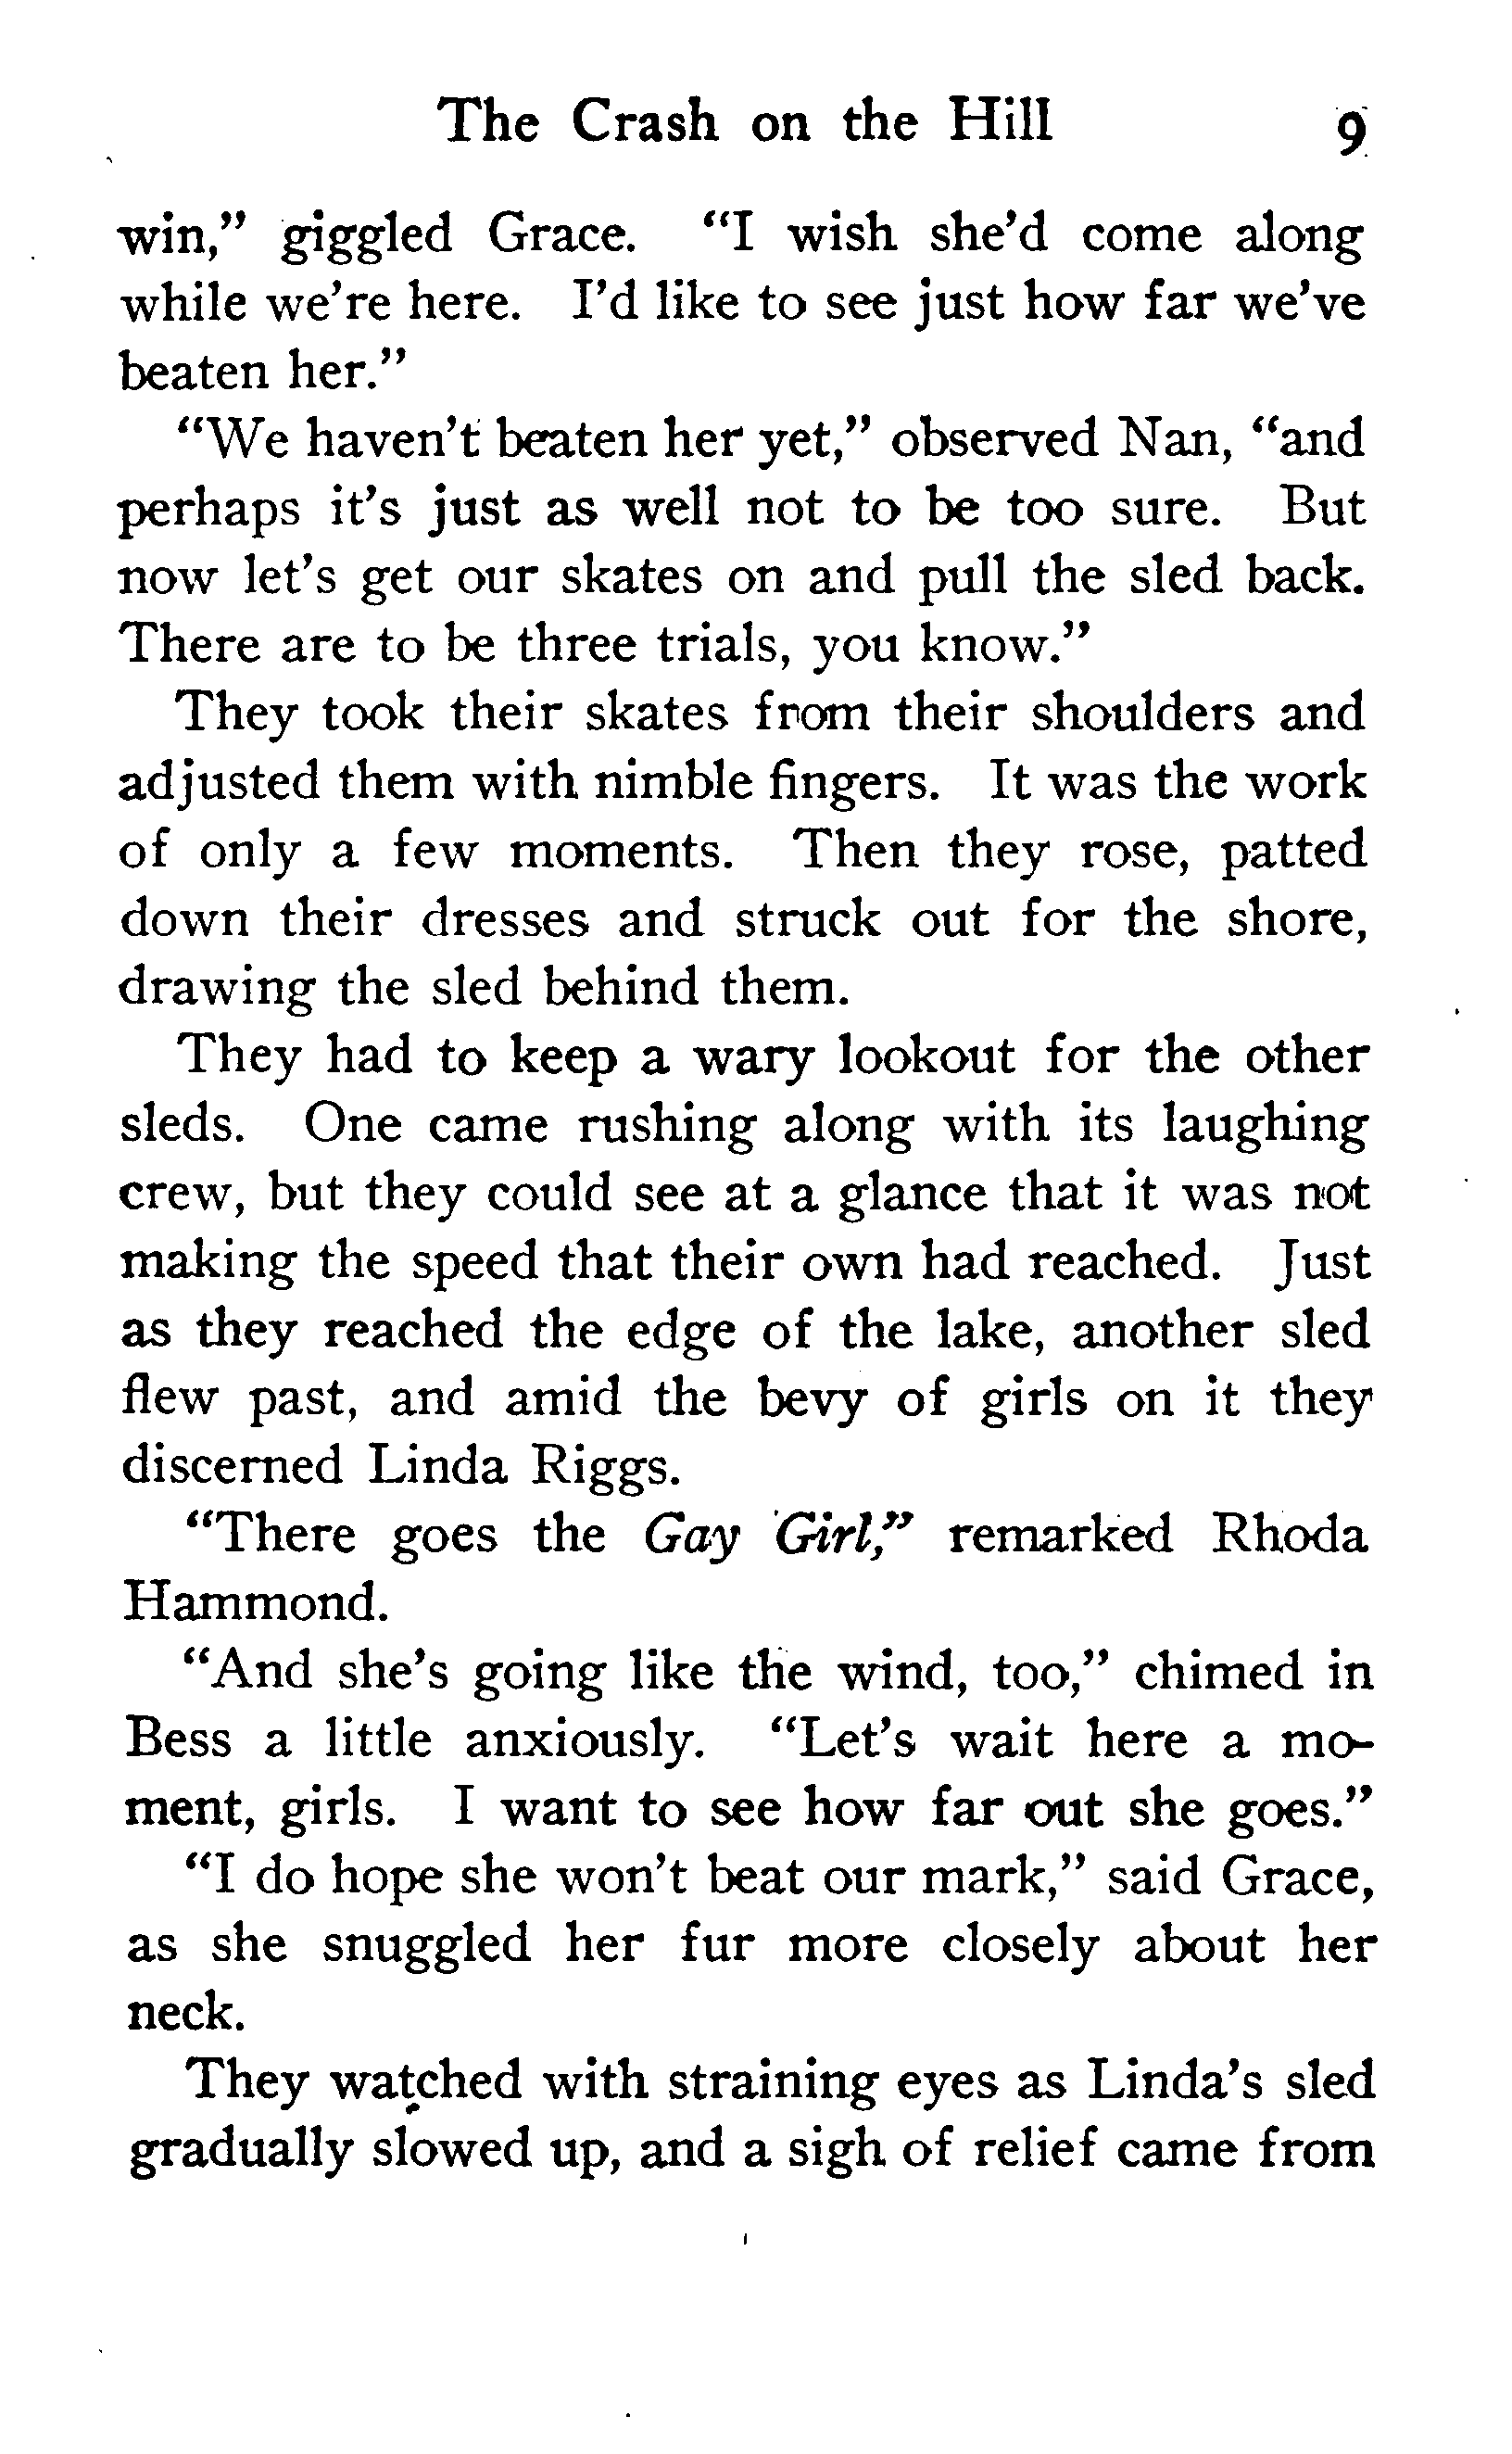 The Crash on the Hill 9
win," giggled Grace. "I wish she'd come along
while we're here. I'd like to see just how far we've
beaten her."
"We haven't beaten her yet," observed Nan, "and
perhaps it's just as well not to be too sure. But
now let's get our skates on and pull the sled back.
There are to be three trials, you know."
They took their skates from their shoulders and
adjusted them with nimble fingers. It was the work
of only a few moments. Then they rose, patted
down their dresses and struck out for the shore,
drawing the sled behind them.
They had to keep a wary lookout for the other
sleds. One came rushing along with its laughing
crew, but they could see at a glance that it was not
making the speed that their own had reached. Just
as they reached the edge of the lake, another sled
flew past, and amid the bevy of girls on it they
discerned Linda Riggs.
"There goes the Gay Girl," remarked Rhoda
Hammond.
"And she's going like the wind, too," chimed in
Bess a little anxiously. "Let's wait here a mo-
ment, girls. I want to see how far out she goes."
"I do hope she won't beat our mark," said Grace,
as she snuggled her fur more closely about her
neck.
They watched with straining eyes as Linda's sled
gradually slowed up, and a sigh of relief came from